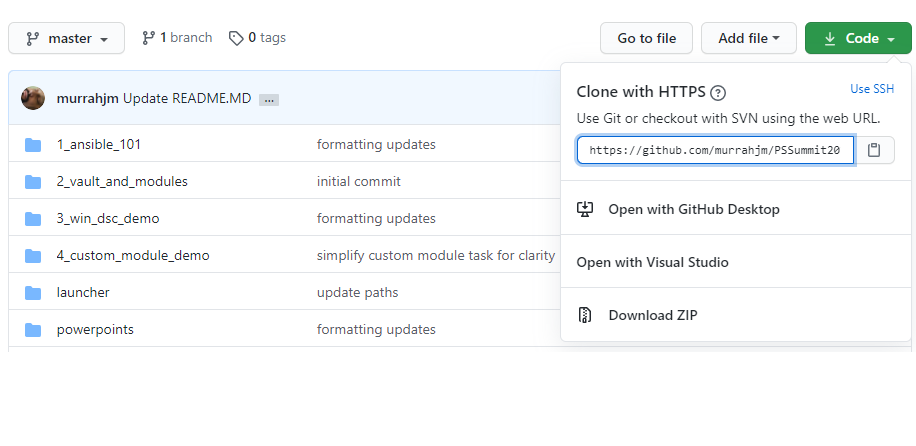 master 1 branch 0 tags Go to file Add file Code
murrahjm Update README.MD ...
Clone with HTTPS ? Use SSH
Use Git or checkout with SVN using the web URL.
https://github.com/murrahjm/PSSummit20
Open with GitHub Desktop
Open with Visual Studio
Download ZIP
1_ansible_101 formatting updates
2_vault_and_modules initial commit
3_win_dsc_demo formatting updates
4_custom_module_demo simplify custom module task for clarity
launcher update paths
powerpoints formatting updates